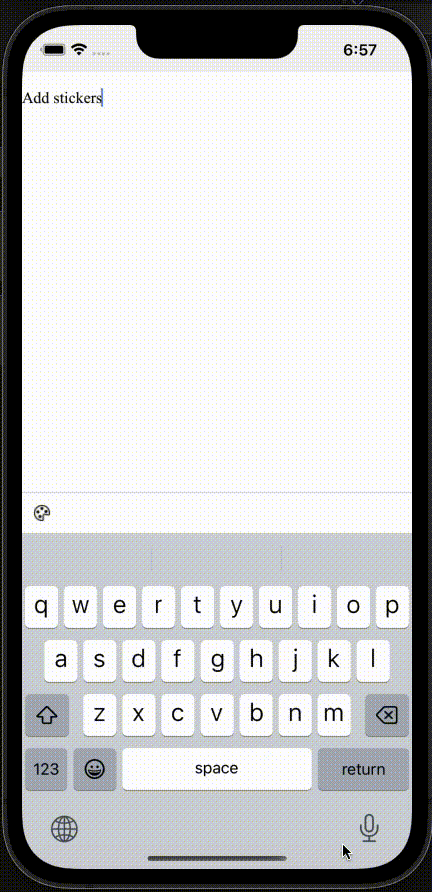 6:57
Add stickers
q w e r t y u i o p
a s d f g h j k l
z x c v b n m
123 space return